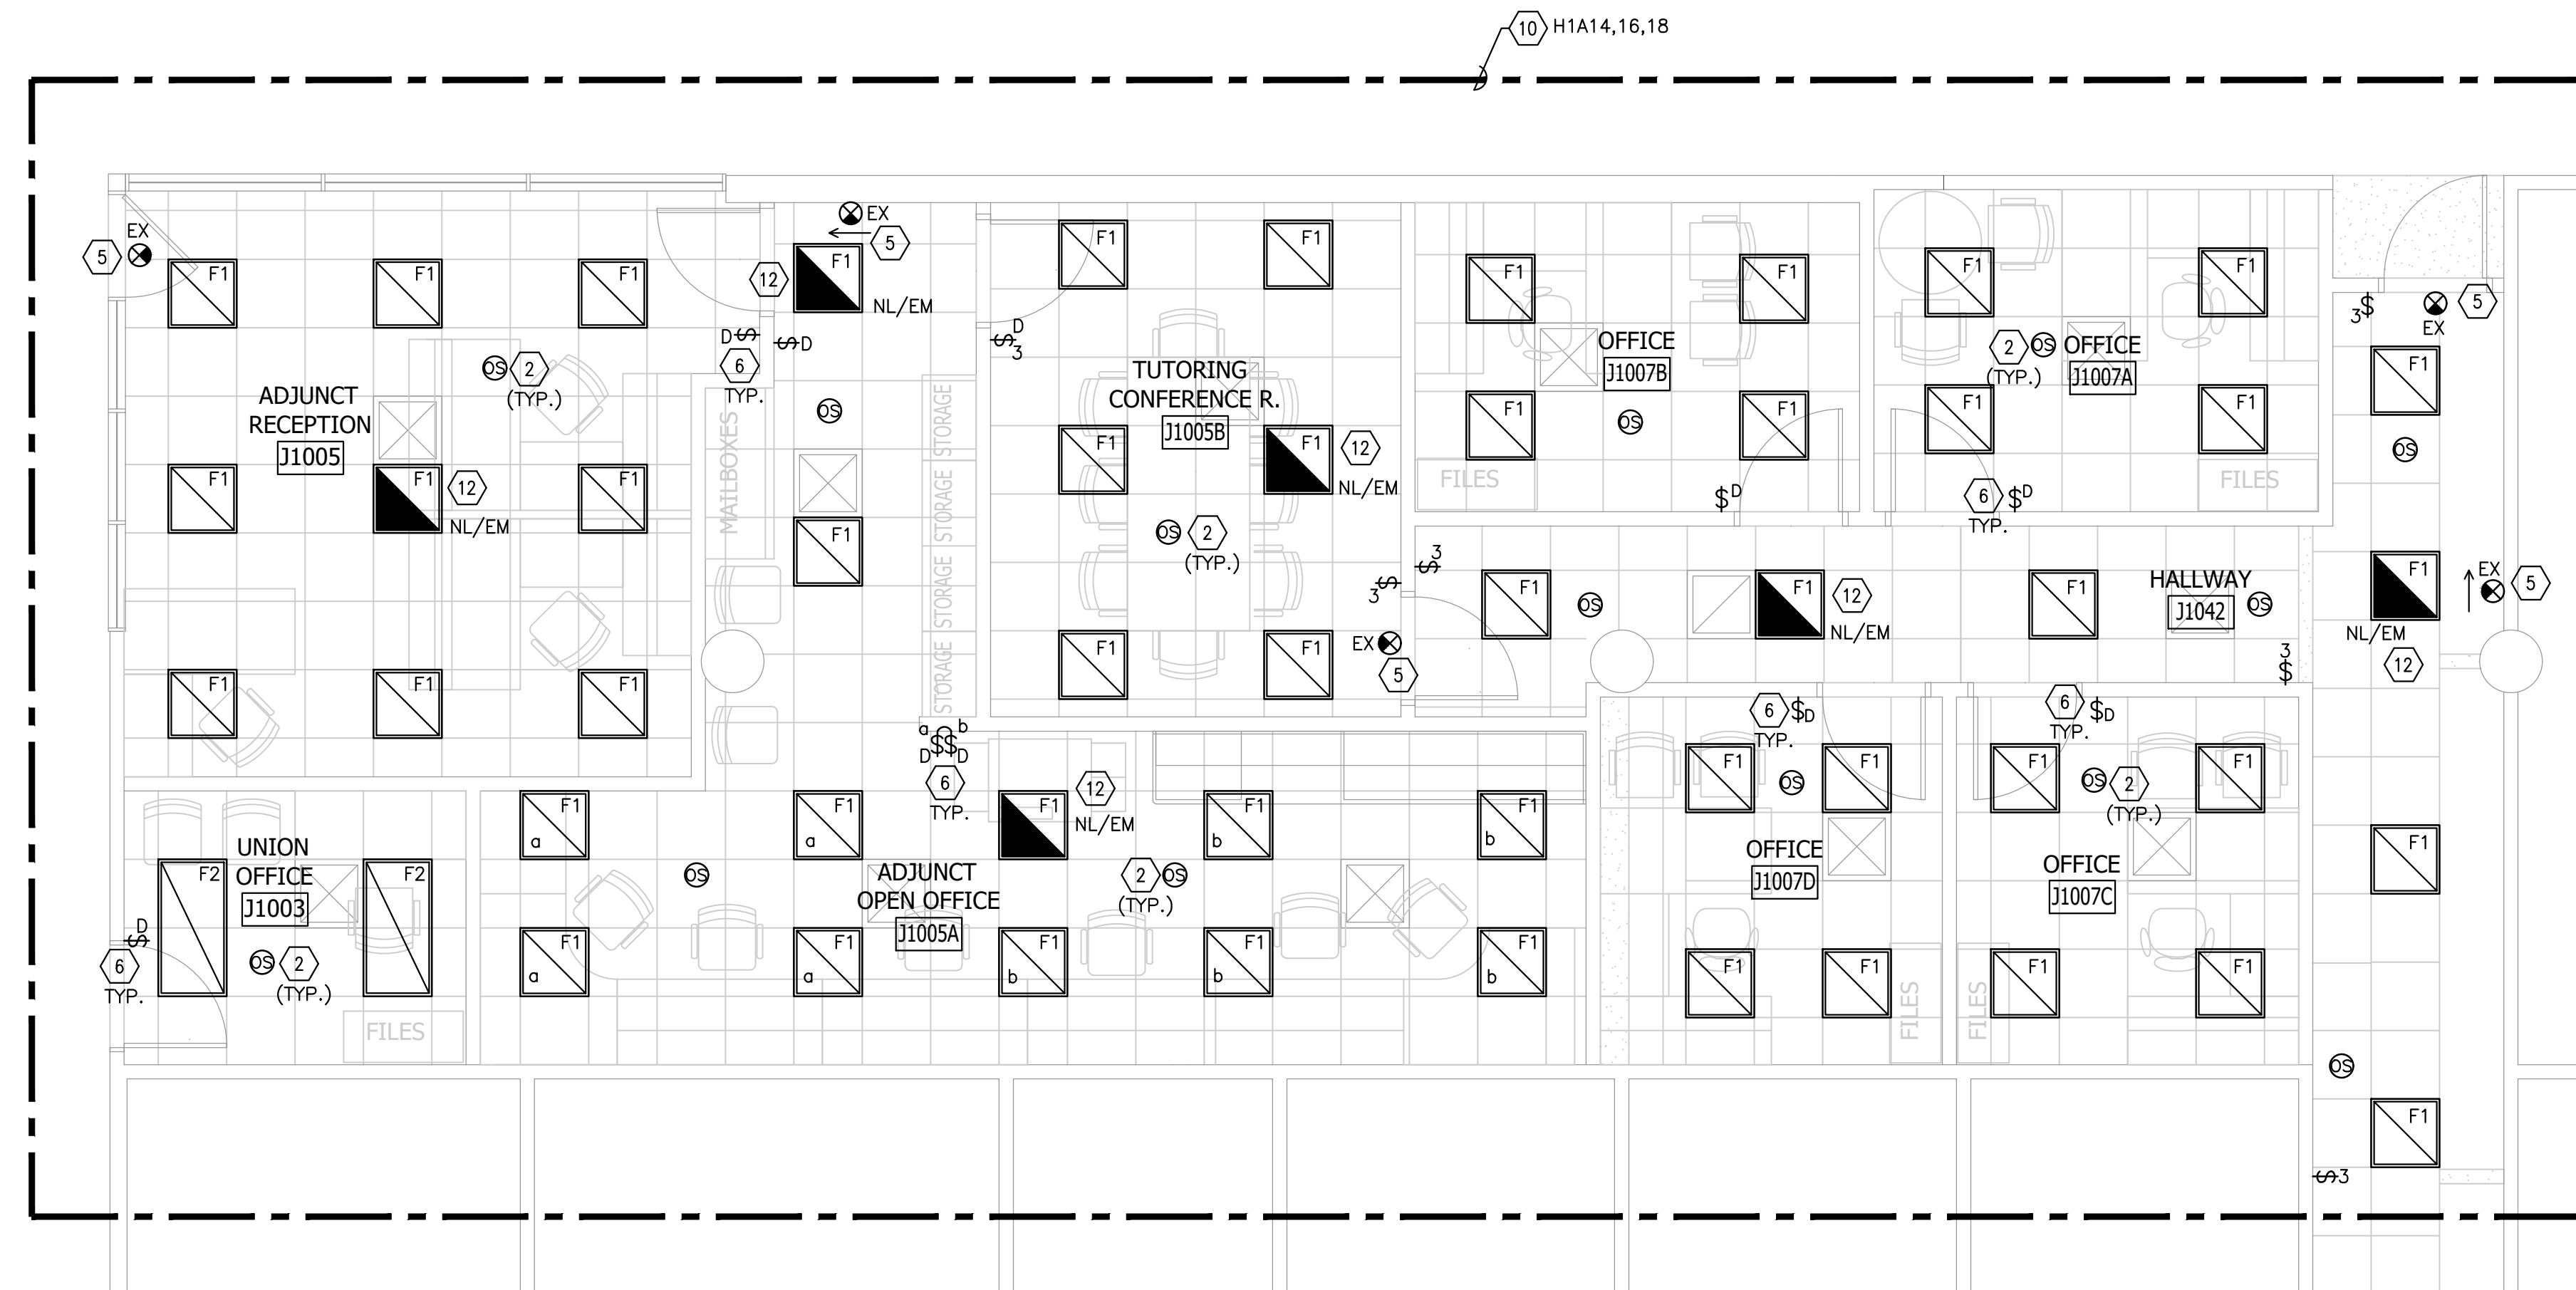 10 H1A14,16,18
EX
5
F1
F1
F1
OS 2
(TYP.)
ADJUNCT
RECEPTION
J1005
F1
F1
12
NL/EM
F1
F1
F1
F1
EX
5
12
F1
NL/EM
D$
$D
6
TYP.
OS
MAILBOXES
F1
STORAGE
STORAGE
STORAGE
STORAGE
D
$
3
F1
F1
TUTORING
CONFERENCE R.
J1005B
F1
F1
12
NL/EM
OS 2
(TYP.)
F1
F1
3$
EX
5
F1
F1
OFFICE
J1007B
F1
F1
OS
FILES
$D
F1
F1
2 OS OFFICE
(TYP.)
J1007A
F1
F1
6 $D
TYP.
FILES
3$
EX
5
F1
OS
F1
NL/EM
12
EX
5
3
$
F1
OS
F1
12
NL/EM
F1
HALLWAY
J1042
OS
3
$
UNION
OFFICE
J1003
F2
F2
D
$
6
TYP.
OS 2
(TYP.)
FILES
a b
$$
D D
6
TYP.
F1
a
F1
a
F1
12
NL/EM
F1
b
F1
b
OS
ADJUNCT
OPEN OFFICE
J1005A
2 OS
(TYP.)
F1
a
F1
a
F1
b
F1
b
F1
b
6 $D
TYP.
F1
F1
OS
OFFICE
J1007D
F1
F1
FILES
6 $D
TYP.
F1
F1
OS 2
(TYP.)
OFFICE
J1007C
F1
F1
FILES
F1
OS
F1
$3